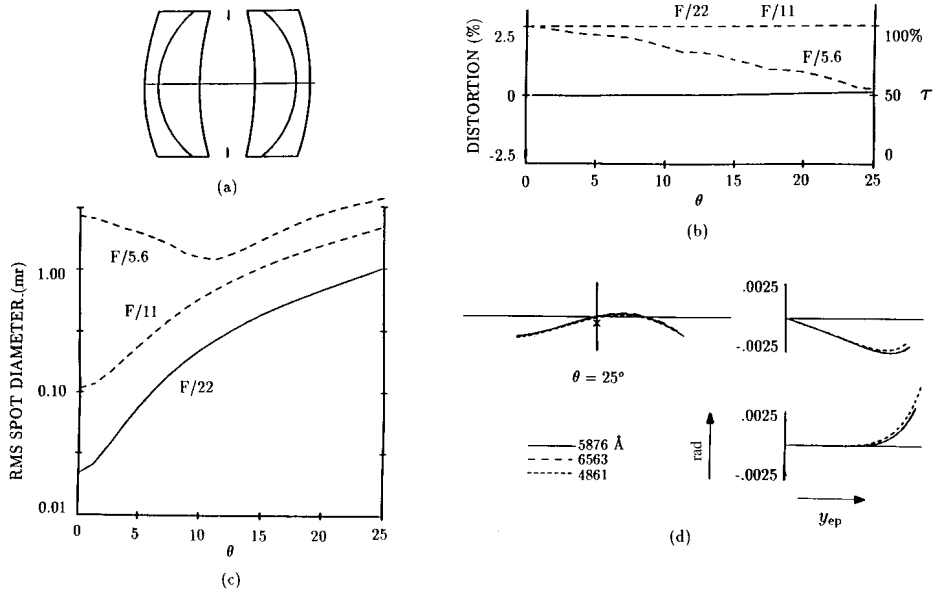 (a)
DISTORTION (%)
2.5
0
-2.5
F/22
F/11
F/5.6
100%
50
τ
0
0
5
10
15
20
25
θ
(b)
RMS SPOT DIAMETER.(mr)
1.00
0.10
0.01
F/5.6
F/11
F/22
0
5
10
15
20
25
θ
(c)
θ = 25°
.0025
-.0025
5876 Å
6563
4861
rad
.0025
-.0025
yep
(d)